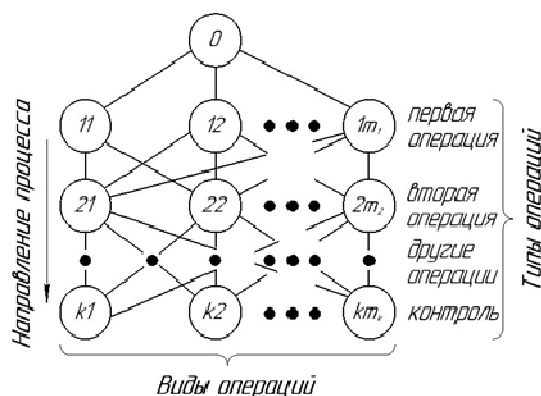 0
11 12 1m₁ первая операция
21 22 2m₂ вторая операция
другие операции
k1 k2 kmₖ контроль
Направление процесса
Типы операций
Виды операций